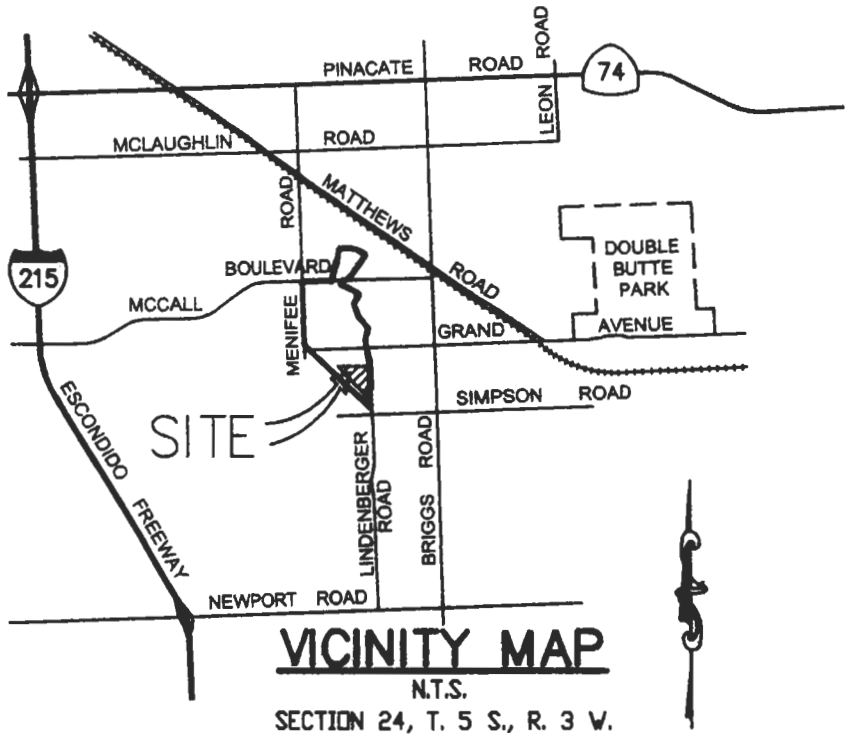 PINACATE ROAD
74
LEON ROAD
MCLAUGHLIN ROAD
MATTHEWS ROAD
MENIFEE ROAD
215
MCCALL BOULEVARD
DOUBLE
BUTTE
PARK
GRAND AVENUE
SIMPSON ROAD
SITE
ESCONDIDO FREEWAY
LINDENBERGER
ROAD
BRIGGS ROAD
NEWPORT ROAD
VICINITY MAP
N.T.S.
SECTION 24, T. 5 S., R. 3 W.